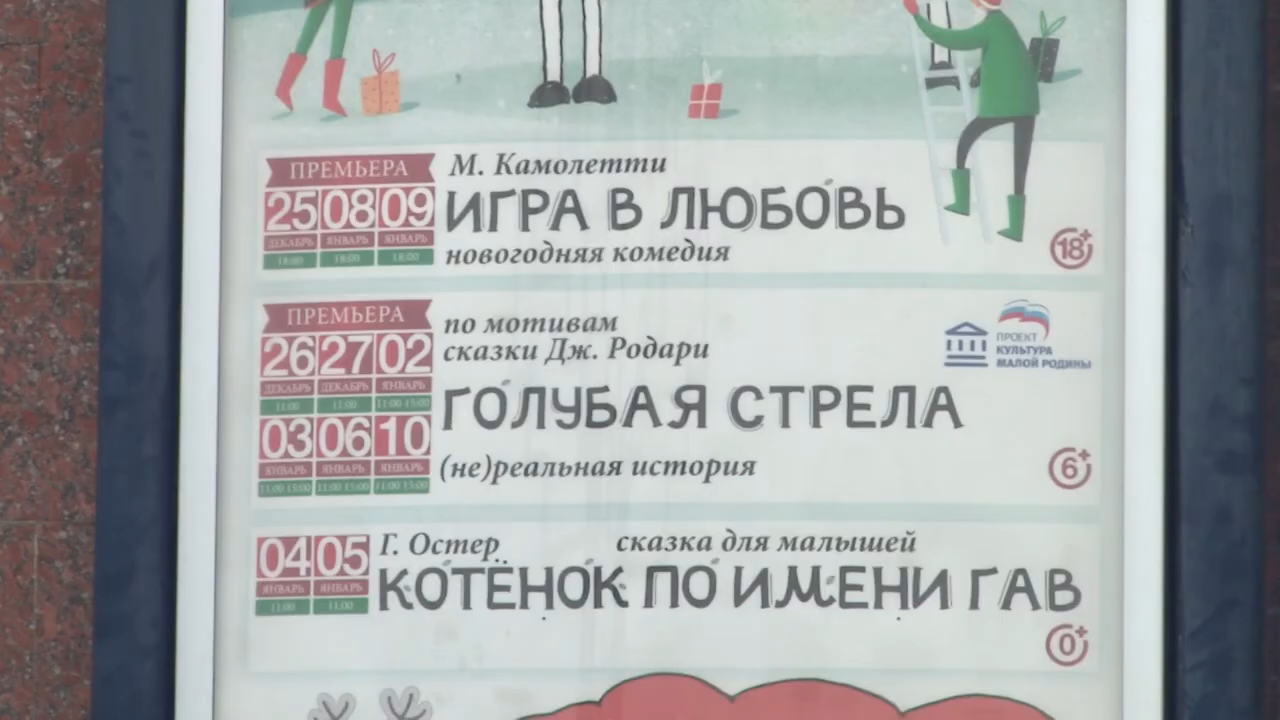 ПРЕМЬЕРА
М. Камолетти
25 08 09
ИГРА В ЛЮБОВЬ
ДЕКАБРЬ ЯНВАРЬ ЯНВАРЬ
18:00 18:00 18:00
новогодняя комедия
18+
ПРЕМЬЕРА
по мотивам
сказки Дж. Родари
26 27 02
ДЕКАБРЬ ДЕКАБРЬ ЯНВАРЬ
11:00 11:00 11:00 15:00
ПРОЕКТ
КУЛЬТУРА
МАЛОЙ РОДИНЫ
ГОЛУБАЯ СТРЕЛА
03 06 10
ЯНВАРЬ ЯНВАРЬ ЯНВАРЬ
11:00 15:00 11:00 15:00 11:00 15:00
(не)реальная история
6+
Г. Остер сказка для малышей
04 05
ЯНВАРЬ ЯНВАРЬ
11:00 11:00
КОТЁНОК ПО ИМЕНИ ГАВ
0+